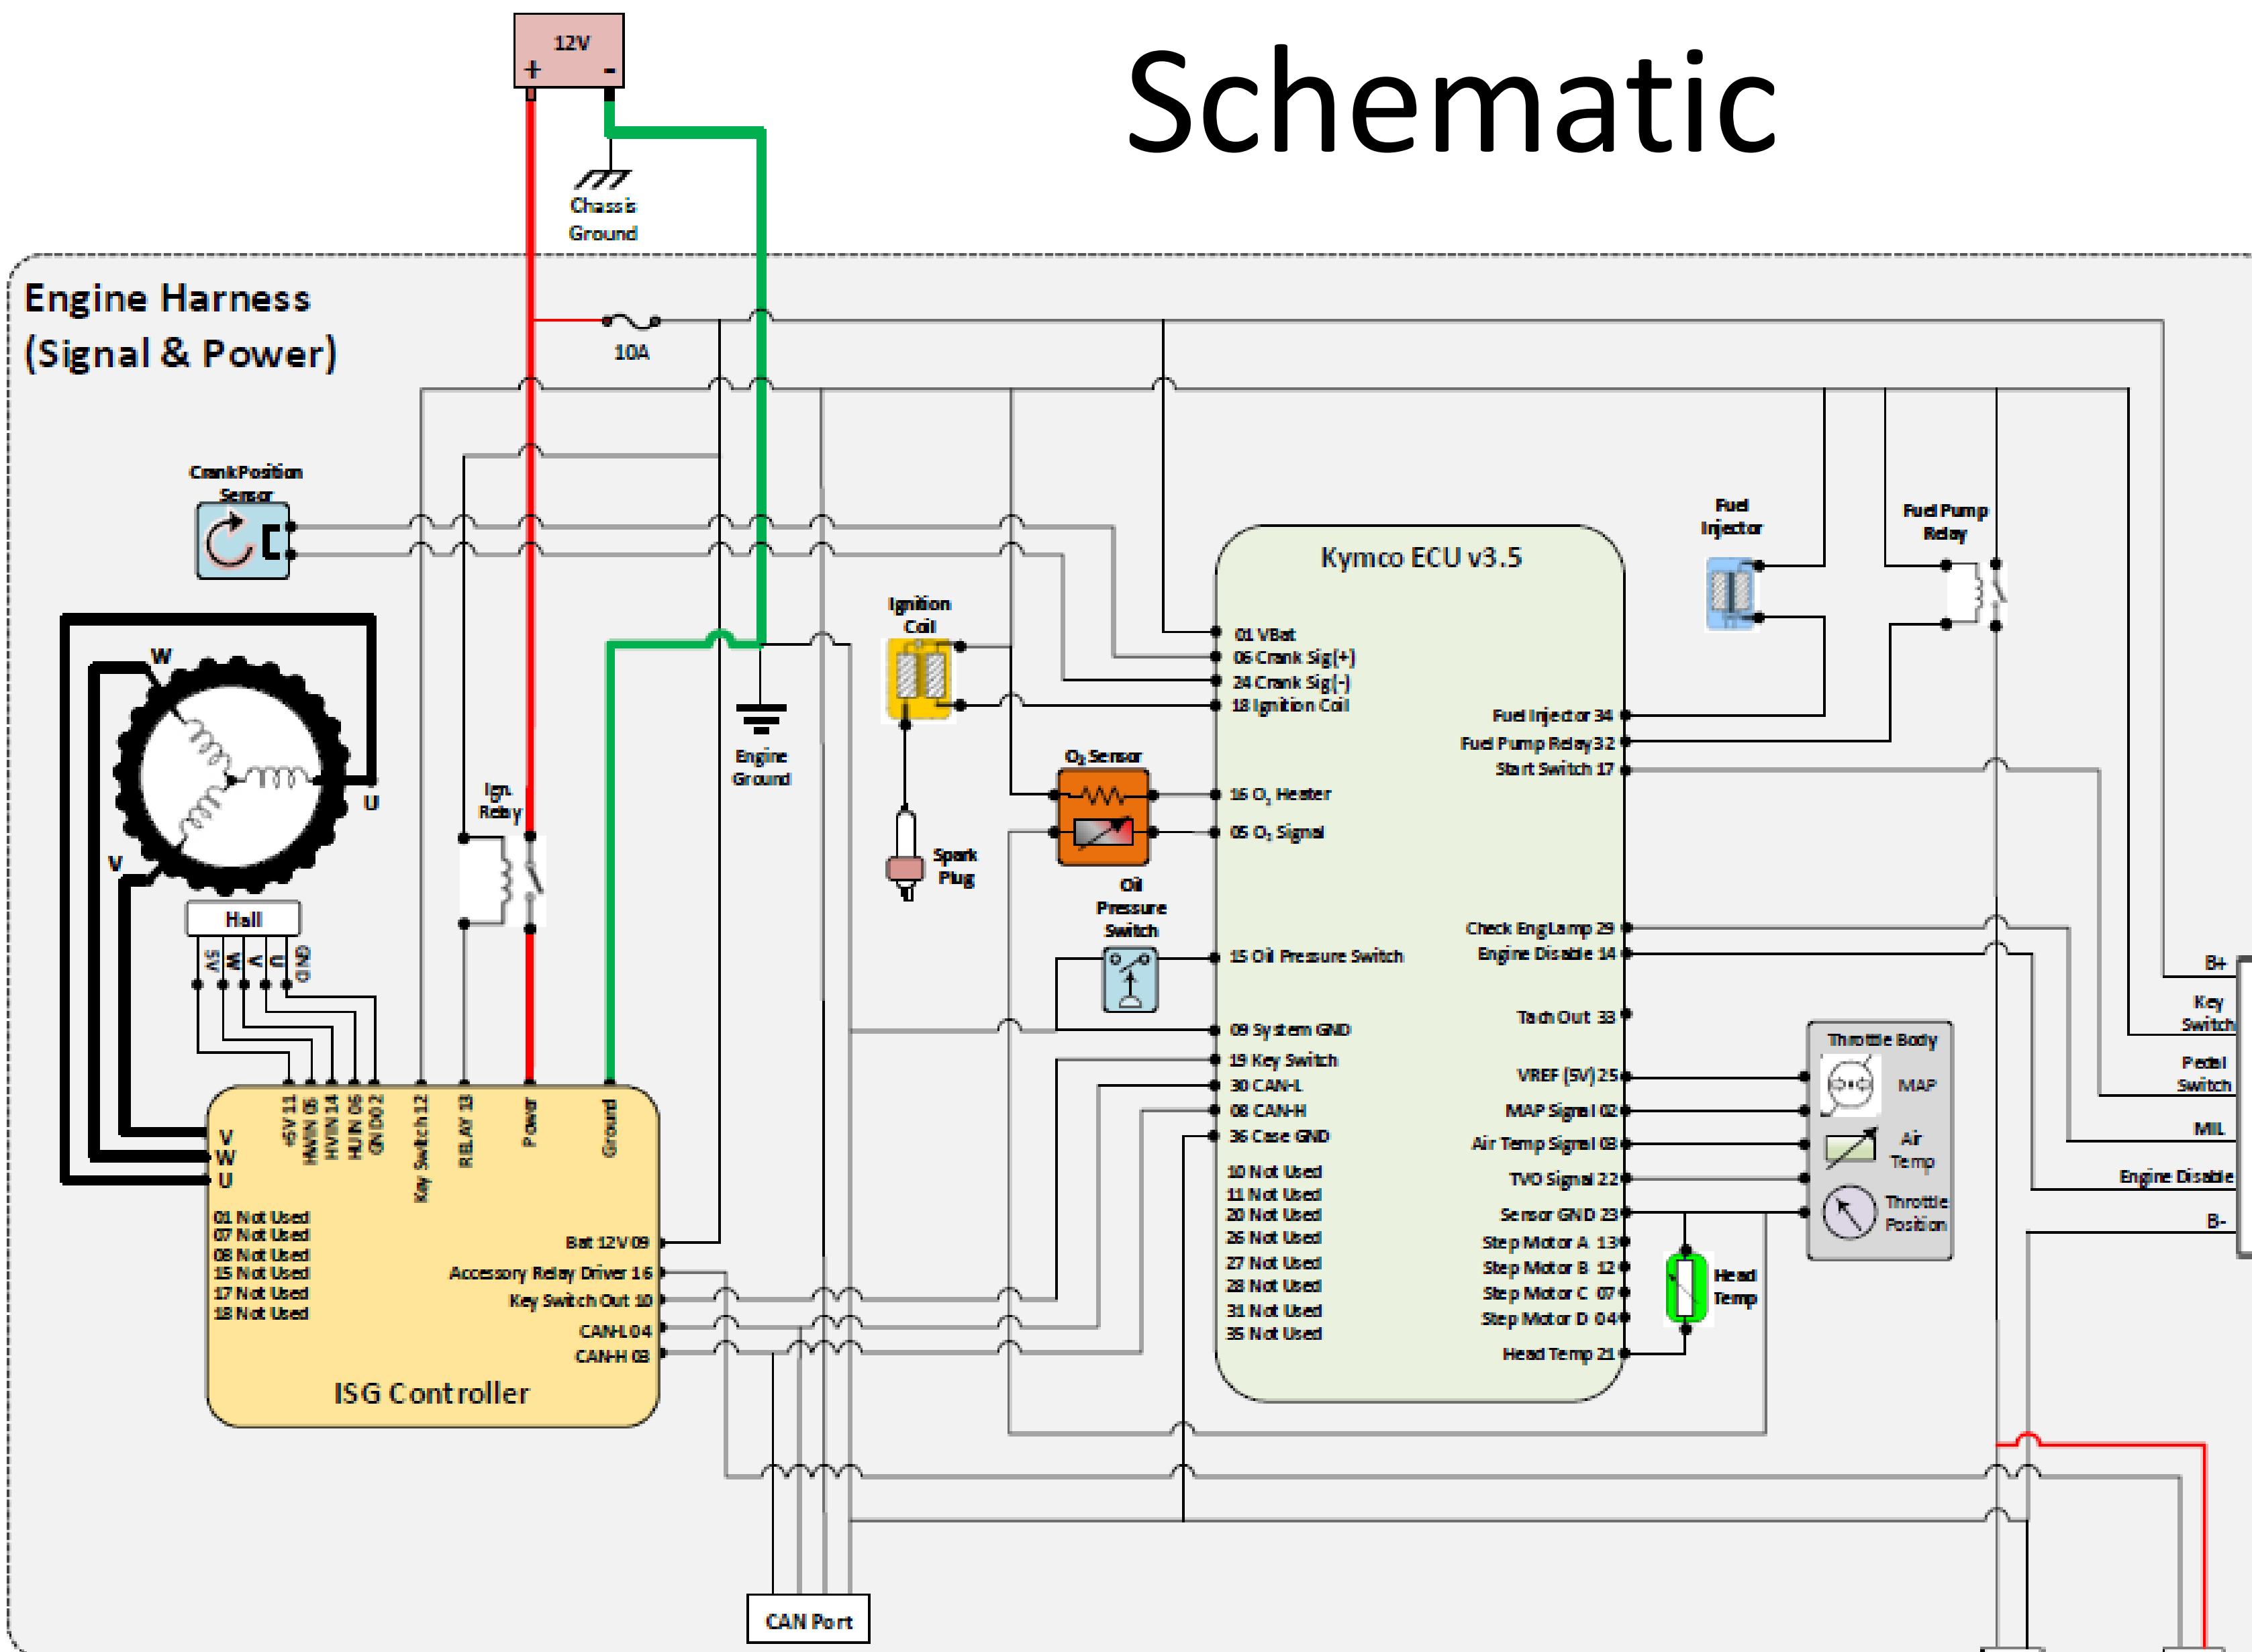 Schematic
12V
+ -
Chassis
Ground
Engine Harness
(Signal & Power)
10A
Crank Position
Sensor
W
U
V
Hall
5V
W
V
U
GND
Ign.
Relay
Engine
Ground
Ignition
Coil
Spark
Plug
O₂ Sensor
Oil
Pressure
Switch
Kymco ECU v3.5
01 VBat
06 Crank Sig(+)
24 Crank Sig(-)
18 Ignition Coil
16 O₂ Heater
05 O₂ Signal
15 Oil Pressure Switch
09 System GND
19 Key Switch
30 CAN-L
08 CAN-H
36 Case GND
10 Not Used
11 Not Used
20 Not Used
26 Not Used
27 Not Used
28 Not Used
31 Not Used
35 Not Used
Fuel Injector 34
Fuel Pump Relay 32
Start Switch 17
Check Eng Lamp 29
Engine Disable 14
Tach Out 33
VREF (5V) 25
MAP Signal 02
Air Temp Signal 03
TVO Signal 22
Sensor GND 23
Step Motor A 13
Step Motor B 12
Step Motor C 07
Step Motor D 04
Head Temp 21
Fuel
Injector
Fuel Pump
Relay
Throttle Body
MAP
Air
Temp
Throttle
Position
Head
Temp
B+
Key
Switch
Pedal
Switch
MIL
Engine Disable
B-
+5V 11
HWIN 05
HVIN 14
HUIN 06
GND0 2
Key Switch 12
RELAY 13
Power
Ground
V
W
U
01 Not Used
07 Not Used
08 Not Used
15 Not Used
17 Not Used
18 Not Used
Bat 12V 09
Accessory Relay Driver 16
Key Switch Out 10
CAN-L 04
CAN-H 03
ISG Controller
CAN Port